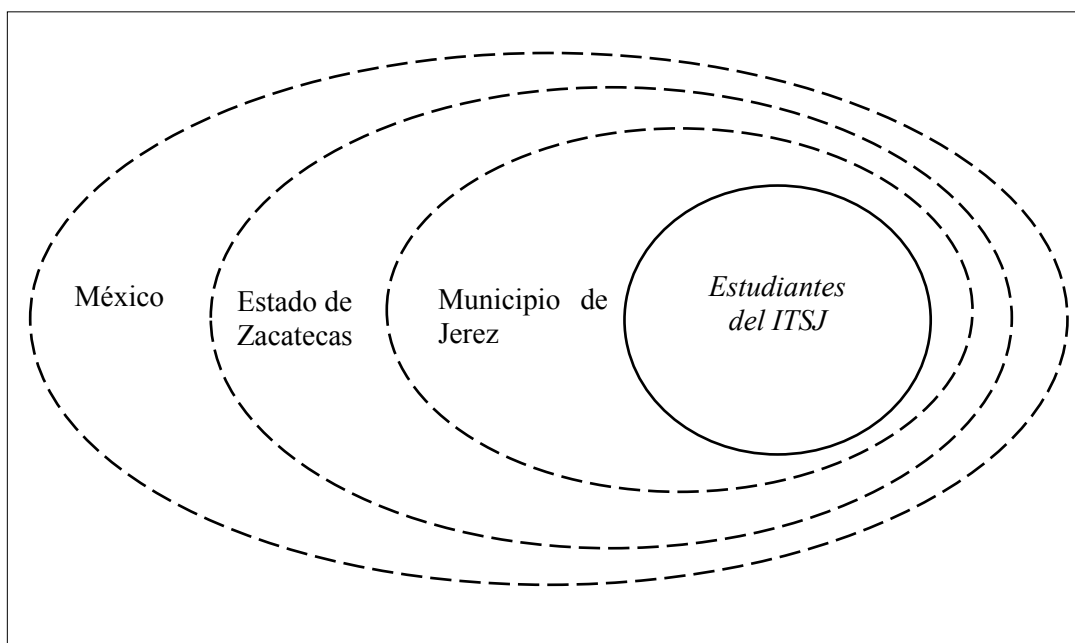 México
Estado de
Zacatecas
Municipio de
Jerez
Estudiantes
del ITSJ